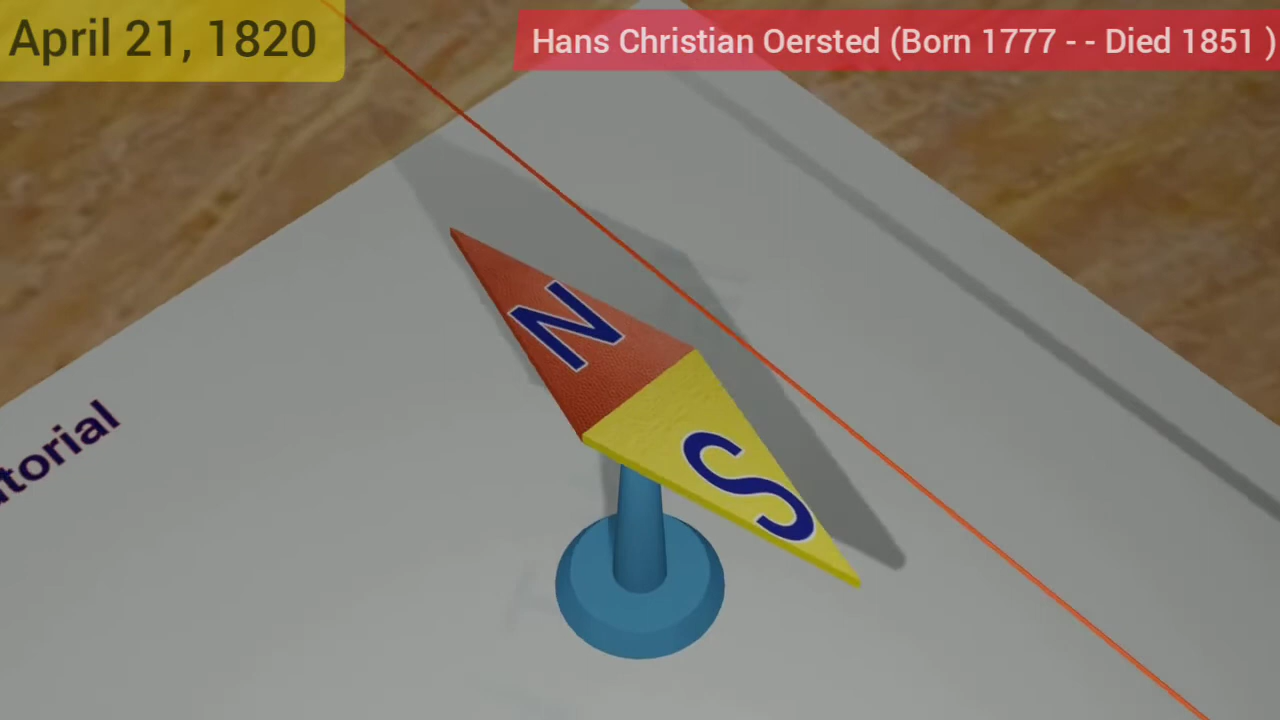 April 21, 1820
Hans Christian Oersted (Born 1777 - - Died 1851 )
N
S
torial